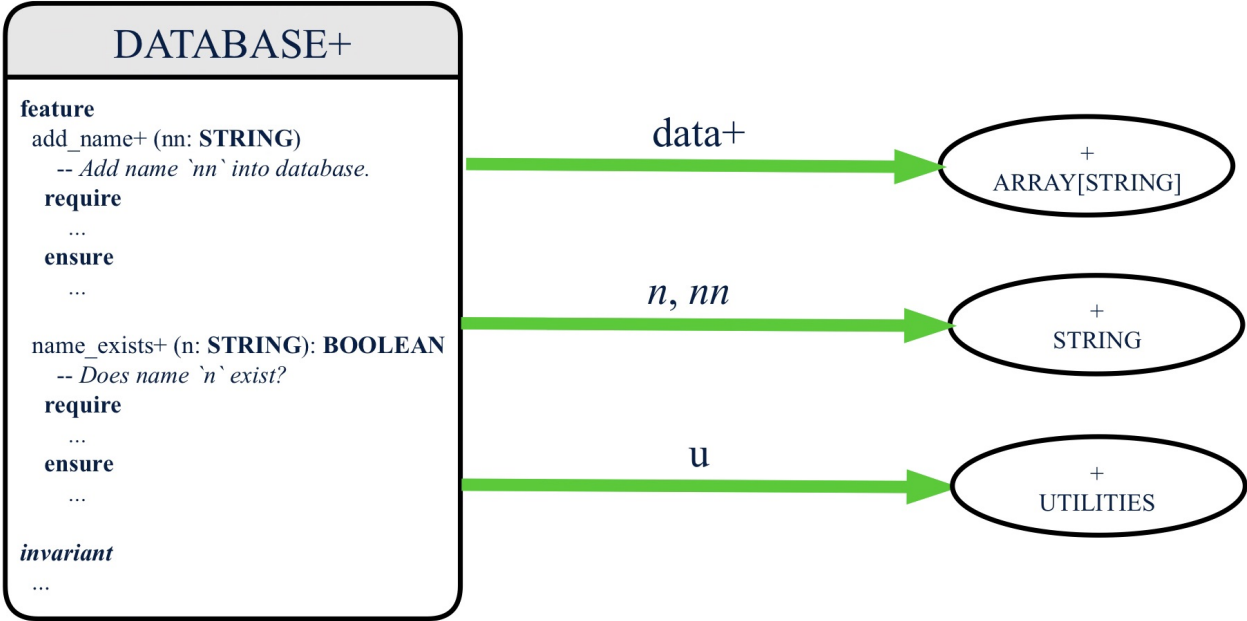 DATABASE+
feature
add_name+ (nn: STRING)
-- Add name `nn` into database.
require
...
ensure
...
name_exists+ (n: STRING): BOOLEAN
-- Does name `n` exist?
require
...
ensure
...
invariant
...
data+
+
ARRAY[STRING]
n, nn
+
STRING
u
+
UTILITIES